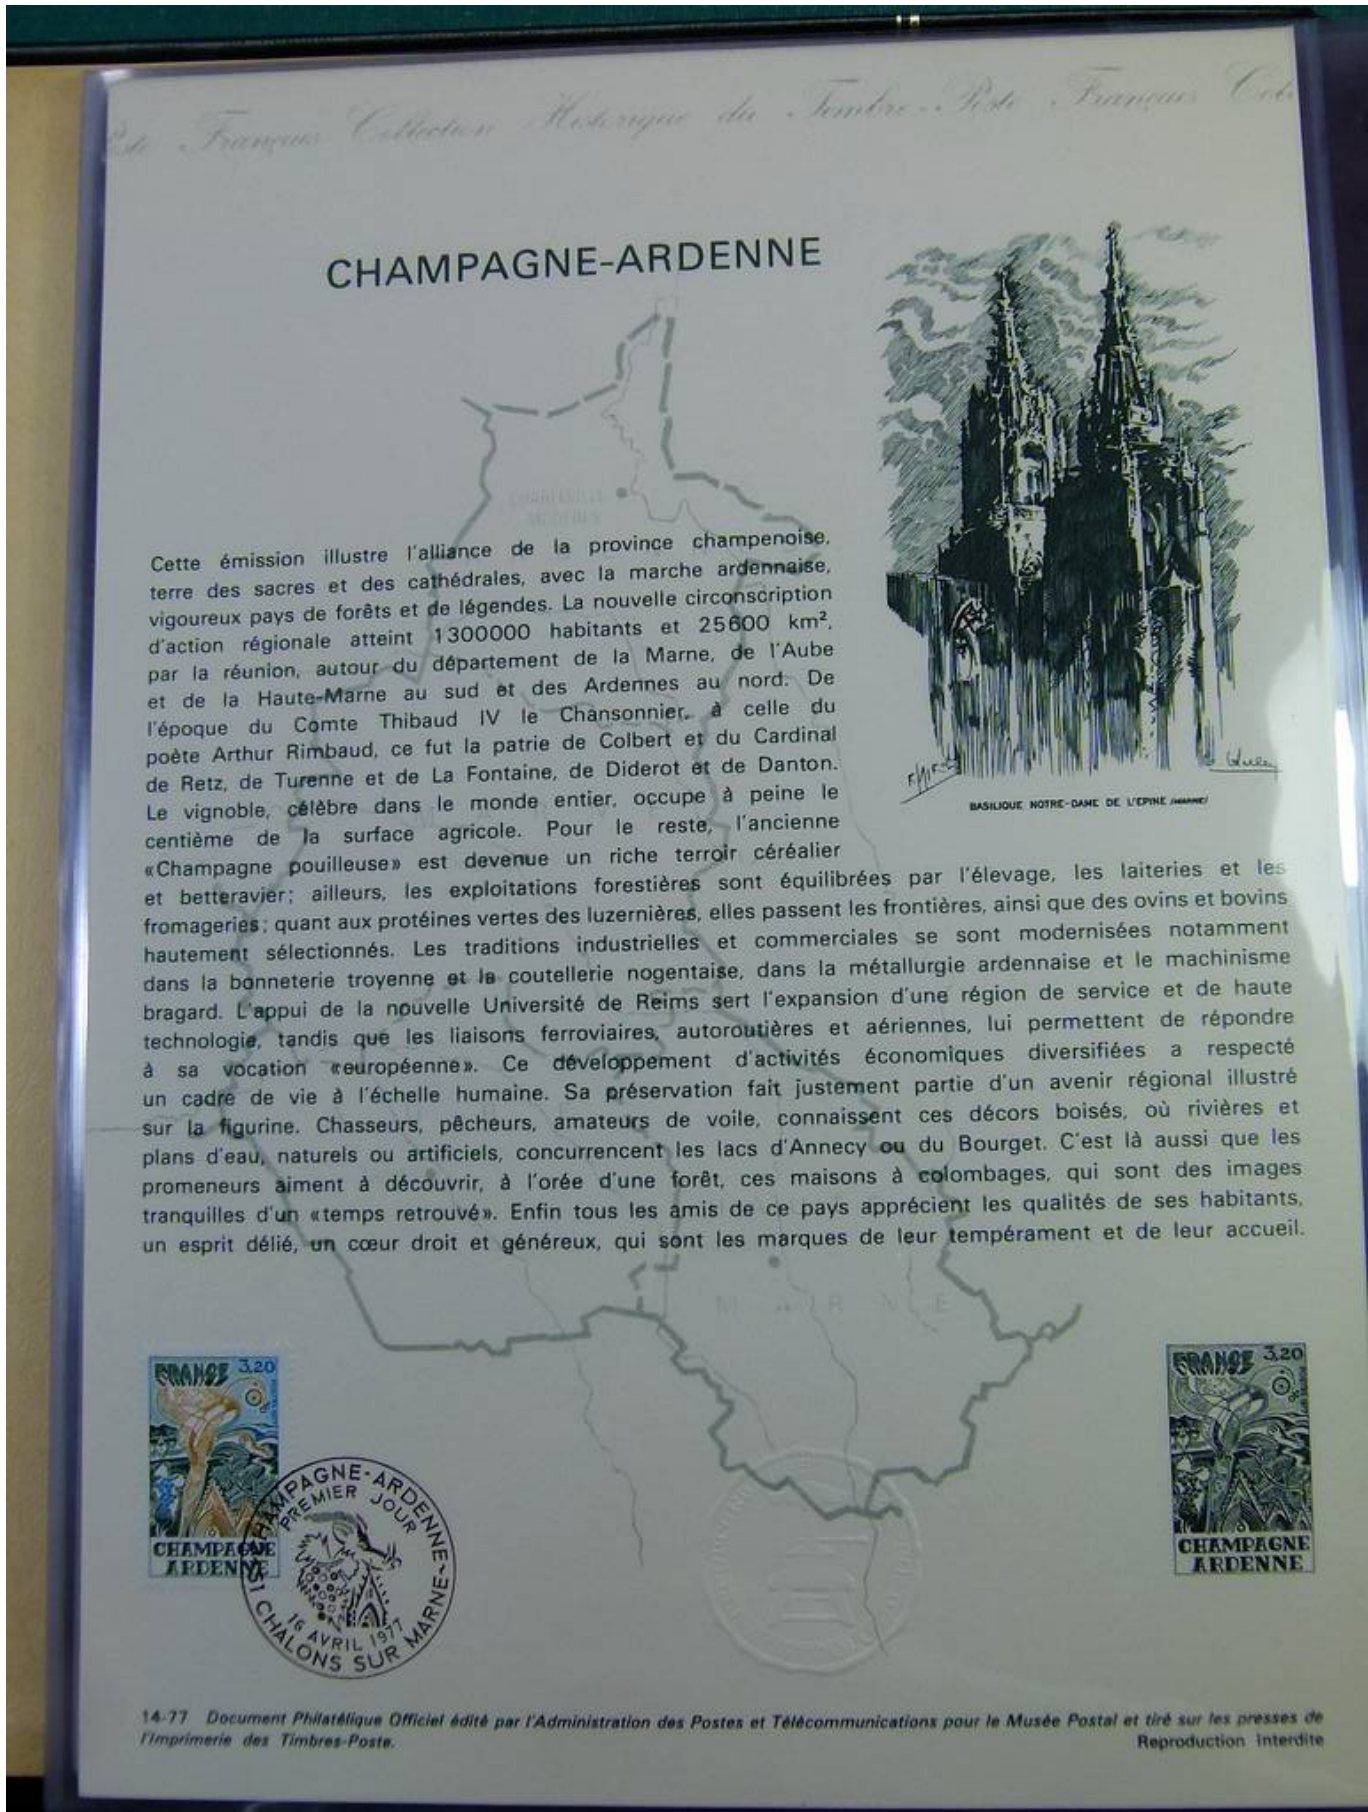 Poste Français Collection Historique du Timbre-Poste Français Col
CHAMPAGNE-ARDENNE
CHARLEVILLE
MÉZIÈRES
Cette émission illustre l'alliance de la province champenoise,
terre des sacres et des cathédrales, avec la marche ardennaise,
vigoureux pays de forêts et de légendes. La nouvelle circonscription
d'action régionale atteint 1300000 habitants et 25600 km²,
par la réunion, autour du département de la Marne, de l'Aube
et de la Haute-Marne au sud et des Ardennes au nord. De
l'époque du Comte Thibaud IV le Chansonnier, à celle du
poète Arthur Rimbaud, ce fut la patrie de Colbert et du Cardinal
de Retz, de Turenne et de La Fontaine, de Diderot et de Danton.
Le vignoble, célèbre dans le monde entier, occupe à peine le
centième de la surface agricole. Pour le reste, l'ancienne
«Champagne pouilleuse» est devenue un riche terroir céréalier
et betteravier; ailleurs, les exploitations forestières sont équilibrées par l'élevage, les laiteries et les
fromageries; quant aux protéines vertes des luzernières, elles passent les frontières, ainsi que des ovins et bovins
hautement sélectionnés. Les traditions industrielles et commerciales se sont modernisées notamment
dans la bonneterie troyenne et la coutellerie nogentaise, dans la métallurgie ardennaise et le machinisme
bragard. L'appui de la nouvelle Université de Reims sert l'expansion d'une région de service et de haute
technologie, tandis que les liaisons ferroviaires, autoroutières et aériennes, lui permettent de répondre
à sa vocation «européenne». Ce développement d'activités économiques diversifiées a respecté
un cadre de vie à l'échelle humaine. Sa préservation fait justement partie d'un avenir régional illustré
sur la figurine. Chasseurs, pêcheurs, amateurs de voile, connaissent ces décors boisés, où rivières et
plans d'eau, naturels ou artificiels, concurrencent les lacs d'Annecy ou du Bourget. C'est là aussi que les
promeneurs aiment à découvrir, à l'orée d'une forêt, ces maisons à colombages, qui sont des images
tranquilles d'un «temps retrouvé». Enfin tous les amis de ce pays apprécient les qualités de ses habitants,
un esprit délié, un cœur droit et généreux, qui sont les marques de leur tempérament et de leur accueil.
BASILIQUE NOTRE-DAME DE L'EPINE (MARNE)
MARNE
FRANCE 3,20
CHAMPAGNE
ARDENNE
CHAMPAGNE-ARDENNE
PREMIER JOUR
16 AVRIL 1977
51 CHALONS SUR MARNE
FRANCE 3,20
CHAMPAGNE
ARDENNE
14-77 Document Philatélique Officiel édité par l'Administration des Postes et Télécommunications pour le Musée Postal et tiré sur les presses de
l'Imprimerie des Timbres-Poste.
Reproduction Interdite